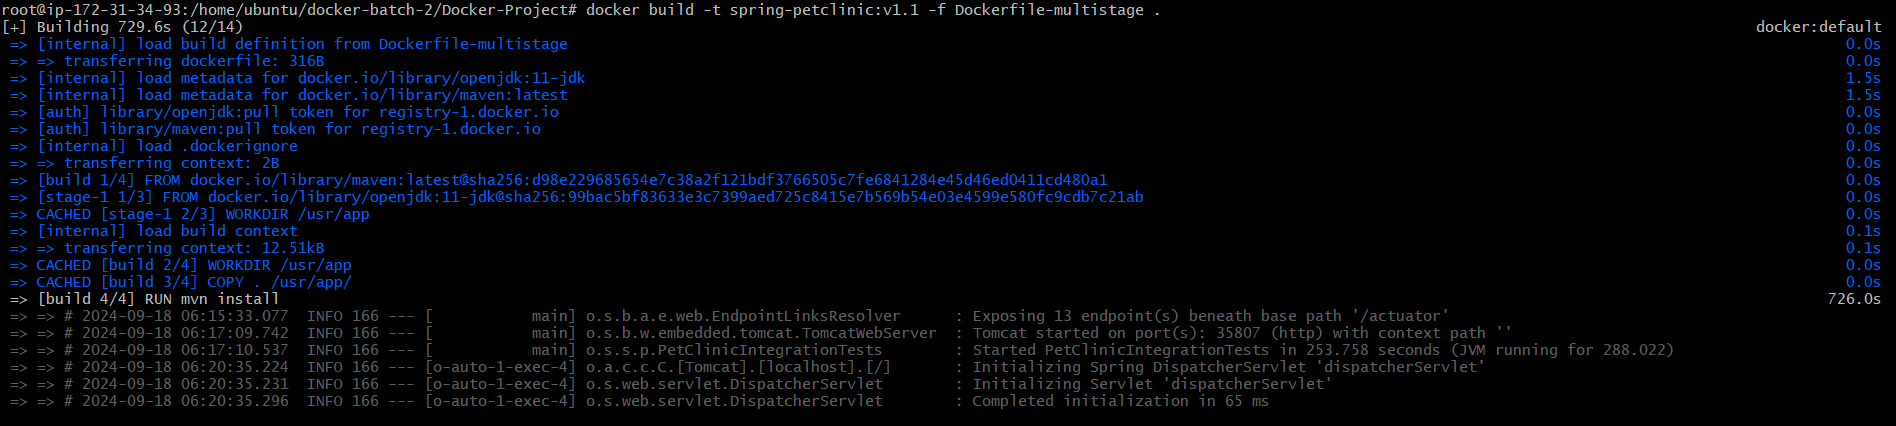 root@ip-172-31-34-93:/home/ubuntu/docker-batch-2/Docker-Project# docker build -t spring-petclinic:v1.1 -f Dockerfile-multistage .
[+] Building 729.6s (12/14) docker:default
=> [internal] load build definition from Dockerfile-multistage 0.0s
=> => transferring dockerfile: 316B 0.0s
=> [internal] load metadata for docker.io/library/openjdk:11-jdk 1.5s
=> [internal] load metadata for docker.io/library/maven:latest 1.5s
=> [auth] library/openjdk:pull token for registry-1.docker.io 0.0s
=> [auth] library/maven:pull token for registry-1.docker.io 0.0s
=> [internal] load .dockerignore 0.0s
=> => transferring context: 2B 0.0s
=> [build 1/4] FROM docker.io/library/maven:latest@sha256:d98e229685654e7c38a2f121bdf3766505c7fe6841284e45d46ed0411cd480a1 0.0s
=> [stage-1 1/3] FROM docker.io/library/openjdk:11-jdk@sha256:99bac5bf83633e3c7399aed725c8415e7b569b54e03e4599e580fc9cdb7c21ab 0.0s
=> CACHED [stage-1 2/3] WORKDIR /usr/app 0.0s
=> [internal] load build context 0.1s
=> => transferring context: 12.51kB 0.1s
=> CACHED [build 2/4] WORKDIR /usr/app 0.0s
=> CACHED [build 3/4] COPY . /usr/app/ 0.0s
=> [build 4/4] RUN mvn install 726.0s
=> => # 2024-09-18 06:15:33.077  INFO 166 --- [           main] o.s.b.a.e.web.EndpointLinksResolver      : Exposing 13 endpoint(s) beneath base path '/actuator'
=> => # 2024-09-18 06:17:09.742  INFO 166 --- [           main] o.s.b.w.embedded.tomcat.TomcatWebServer  : Tomcat started on port(s): 35807 (http) with context path ''
=> => # 2024-09-18 06:17:10.537  INFO 166 --- [           main] o.s.s.p.PetClinicIntegrationTests        : Started PetClinicIntegrationTests in 253.758 seconds (JVM running for 288.022)
=> => # 2024-09-18 06:20:35.224  INFO 166 --- [o-auto-1-exec-4] o.a.c.c.C.[Tomcat].[localhost].[/]       : Initializing Spring DispatcherServlet 'dispatcherServlet'
=> => # 2024-09-18 06:20:35.231  INFO 166 --- [o-auto-1-exec-4] o.s.web.servlet.DispatcherServlet        : Initializing Servlet 'dispatcherServlet'
=> => # 2024-09-18 06:20:35.296  INFO 166 --- [o-auto-1-exec-4] o.s.web.servlet.DispatcherServlet        : Completed initialization in 65 ms